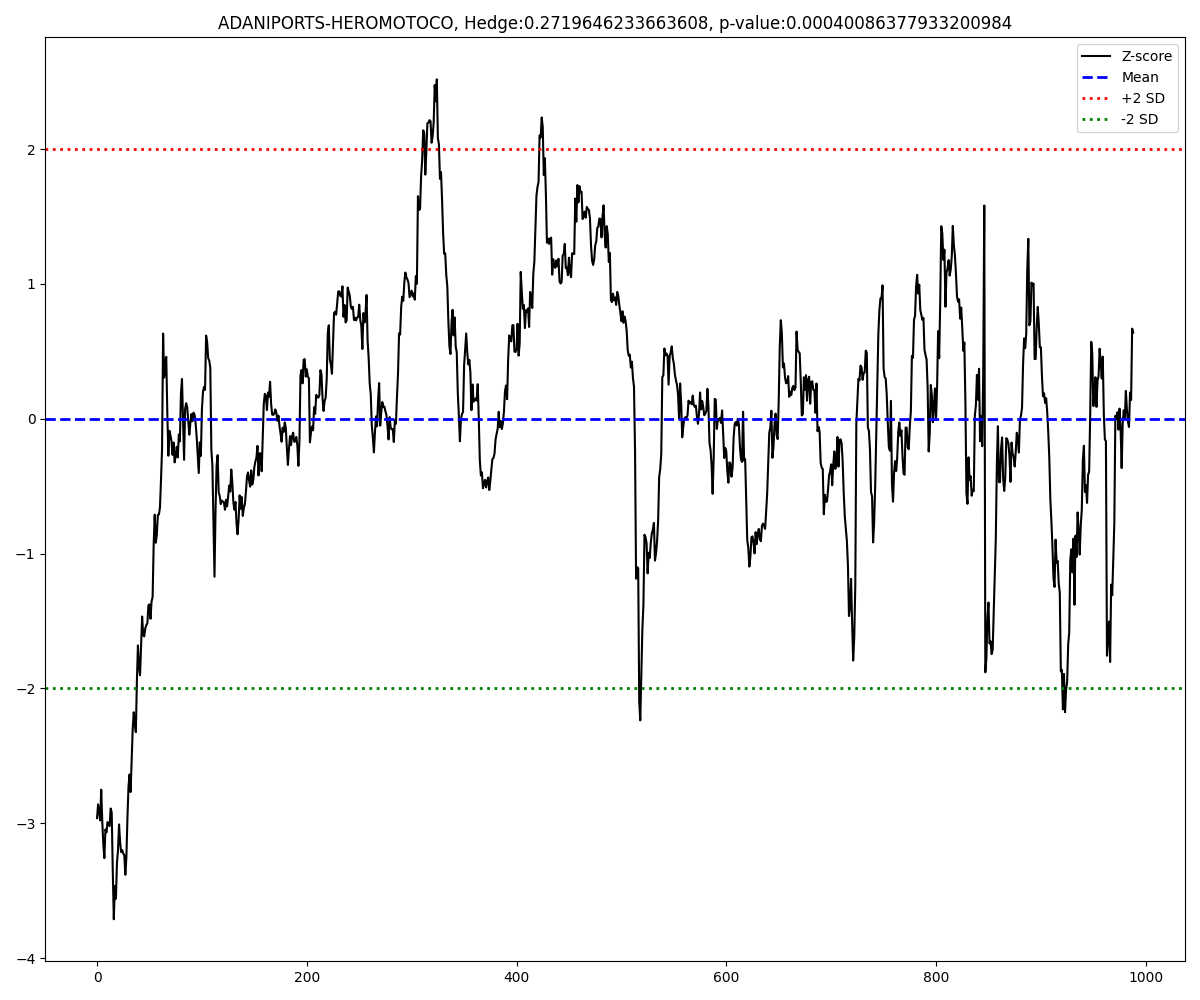 ADANIPORTS-HEROMOTOCO, Hedge:0.2719646233663608, p-value:0.00040086377933200984
Z-score
Mean
+2 SD
-2 SD
2
1
0
−1
−2
−3
−4
0 200 400 600 800 1000